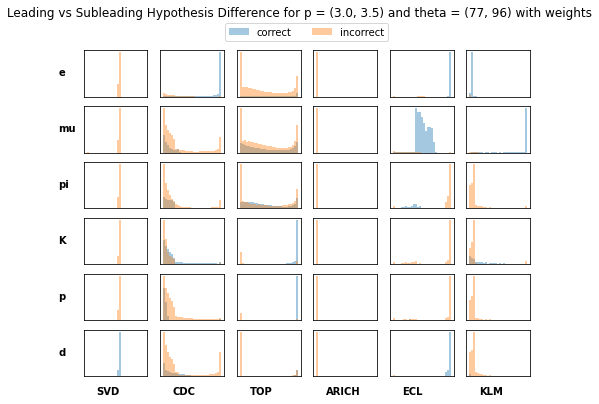 Leading vs Subleading Hypothesis Difference for p = (3.0, 3.5) and theta = (77, 96) with weights
correct incorrect
e
mu
pi
K
p
d
SVD CDC TOP ARICH ECL KLM